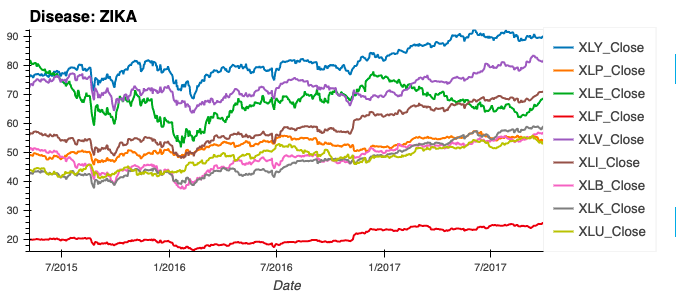 Disease: ZIKA
90
80
70
60
50
40
30
20
7/2015
1/2016
7/2016
1/2017
7/2017
Date
XLY_Close
XLP_Close
XLE_Close
XLF_Close
XLV_Close
XLI_Close
XLB_Close
XLK_Close
XLU_Close